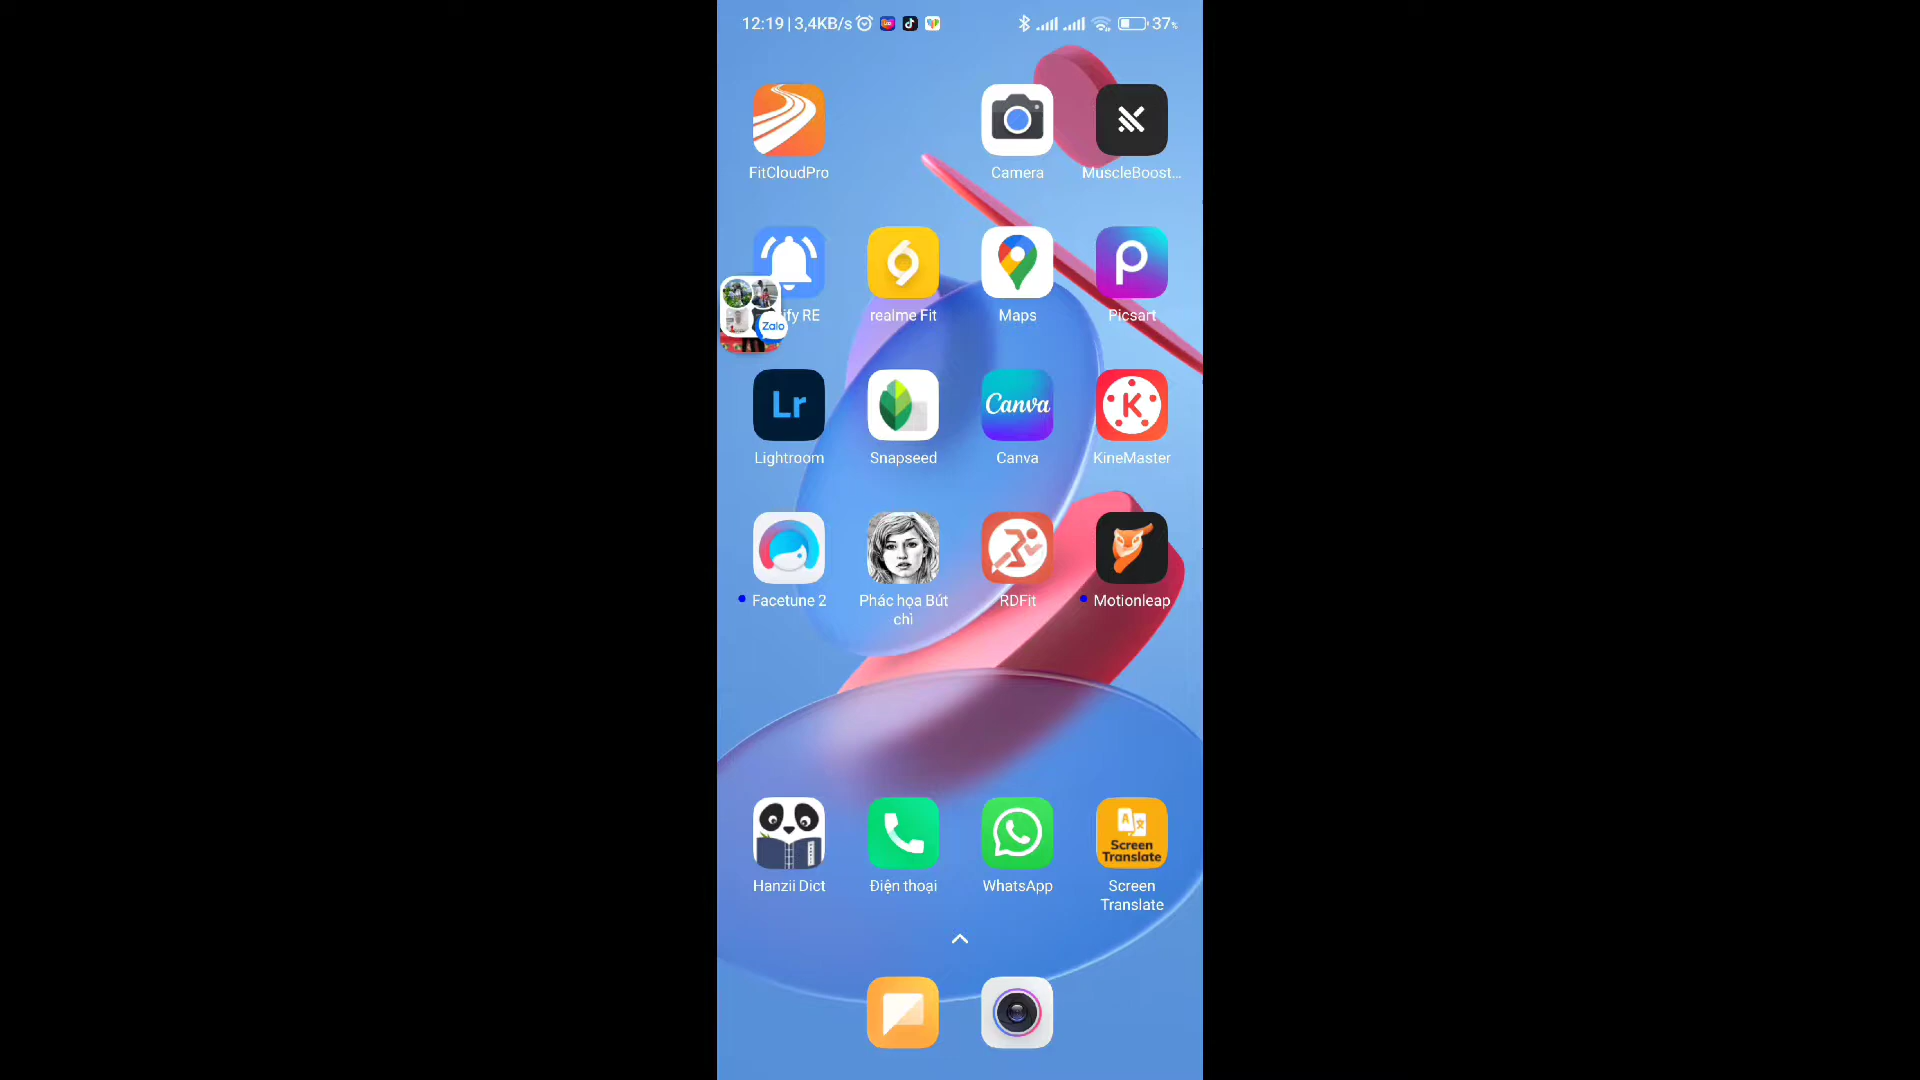 12:19 | 3,4KB/s
37%
FitCloudPro
Camera
MuscleBoost...
ify RE
realme Fit
Maps
Picsart
Zalo
Lr
Canva
K
Lightroom
Snapseed
Canva
KineMaster
Facetune 2
Phác họa Bút
chì
RDFit
Motionleap
A
Screen
Translate
Hanzii Dict
Điện thoại
WhatsApp
Screen
Translate